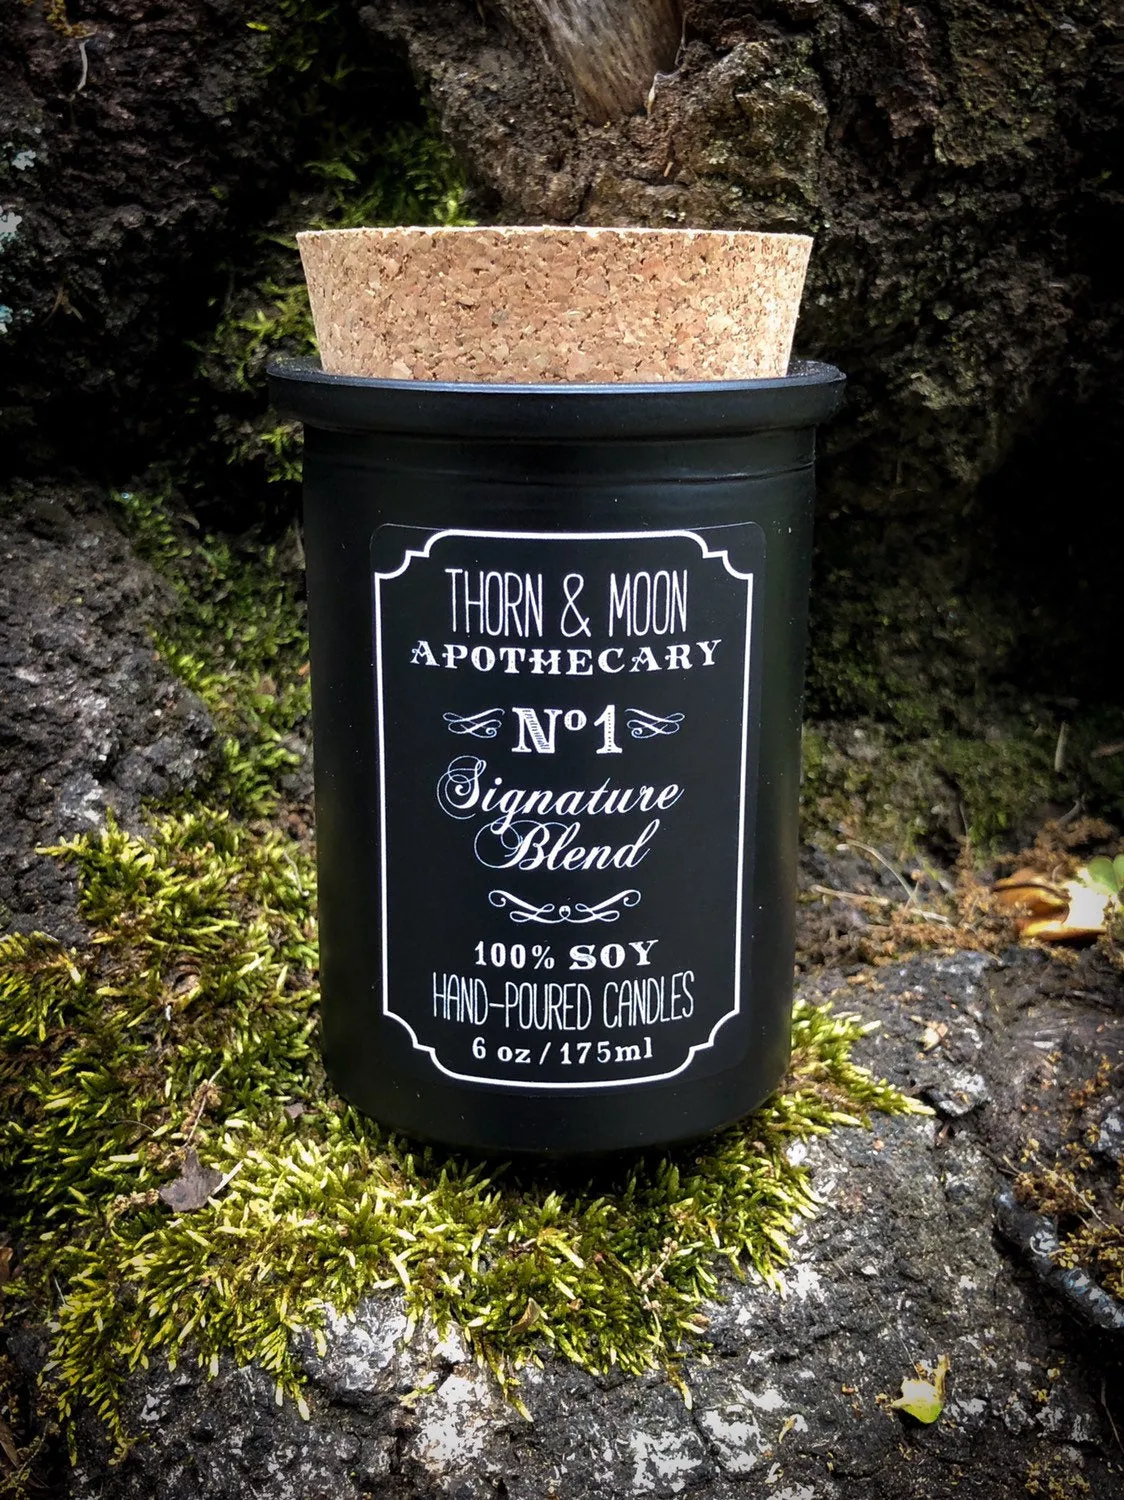 THORN & MOON
APOTHECARY
Nº1
Signature
Blend
100% SOY
HAND-POURED CANDLES
6 oz / 175ml